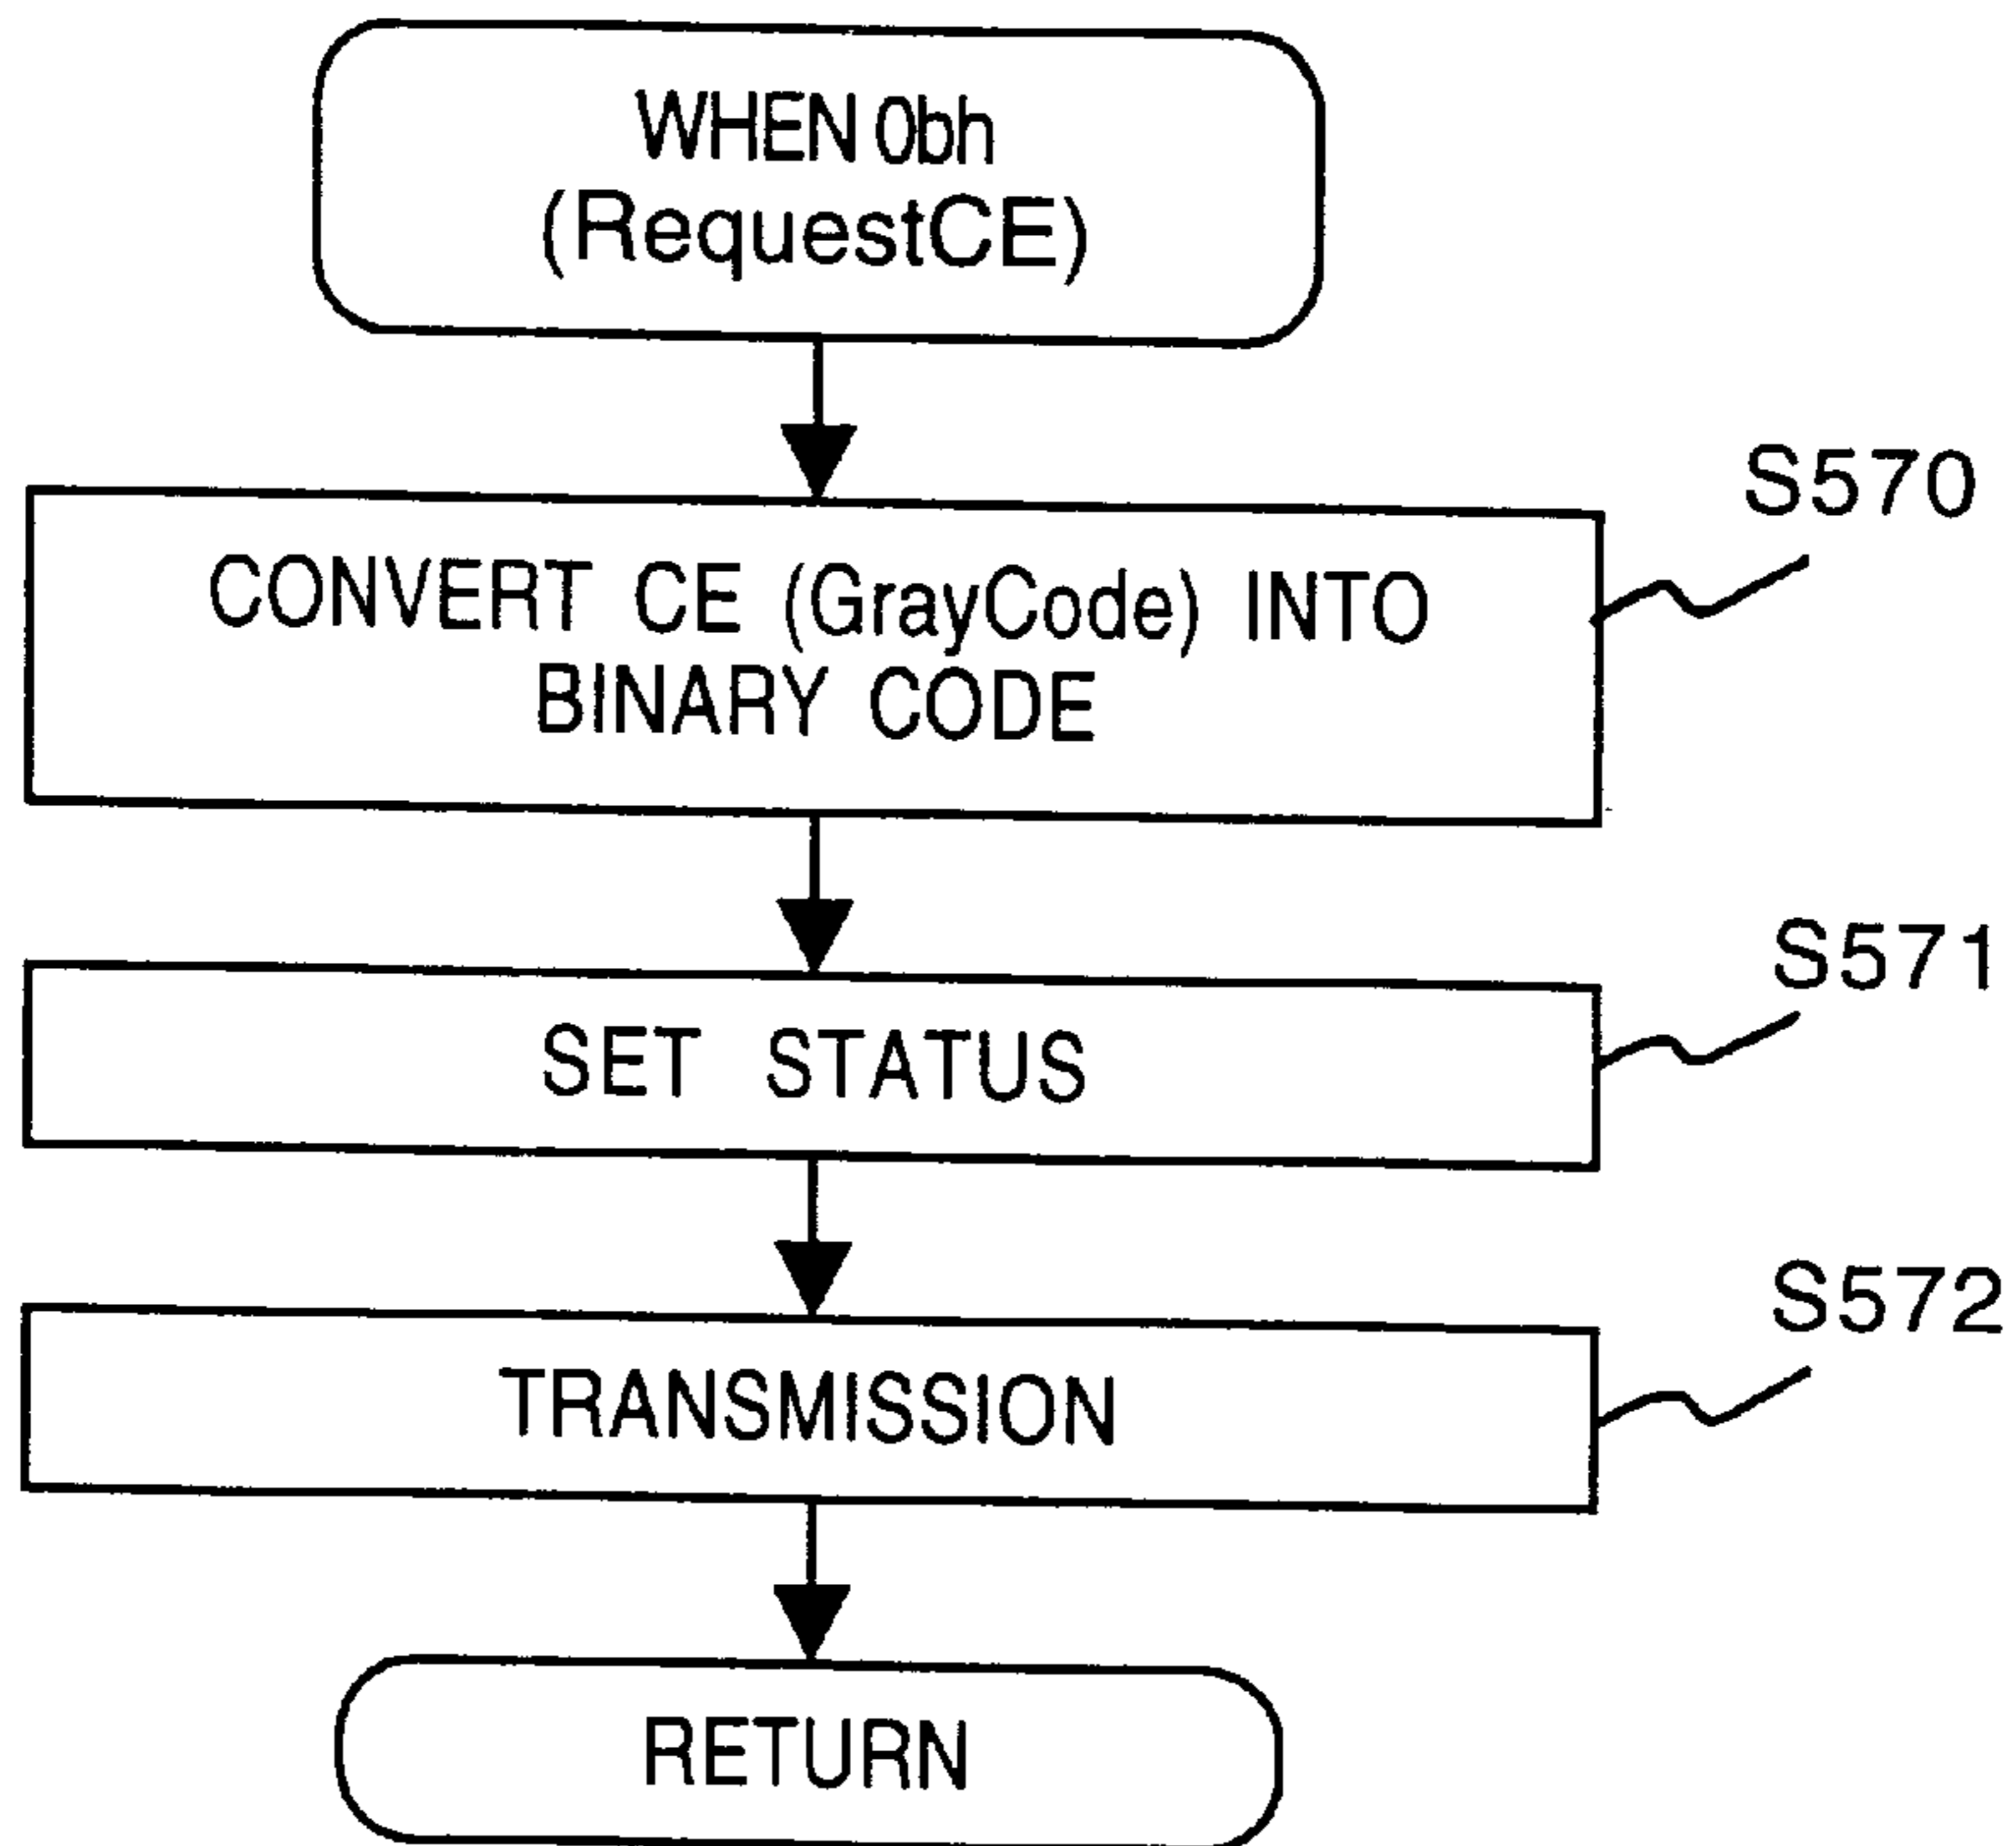 WHEN 0bh
(RequestCE)
S570
CONVERT CE (GrayCode) INTO
BINARY CODE
S571
SET STATUS
S572
TRANSMISSION
RETURN